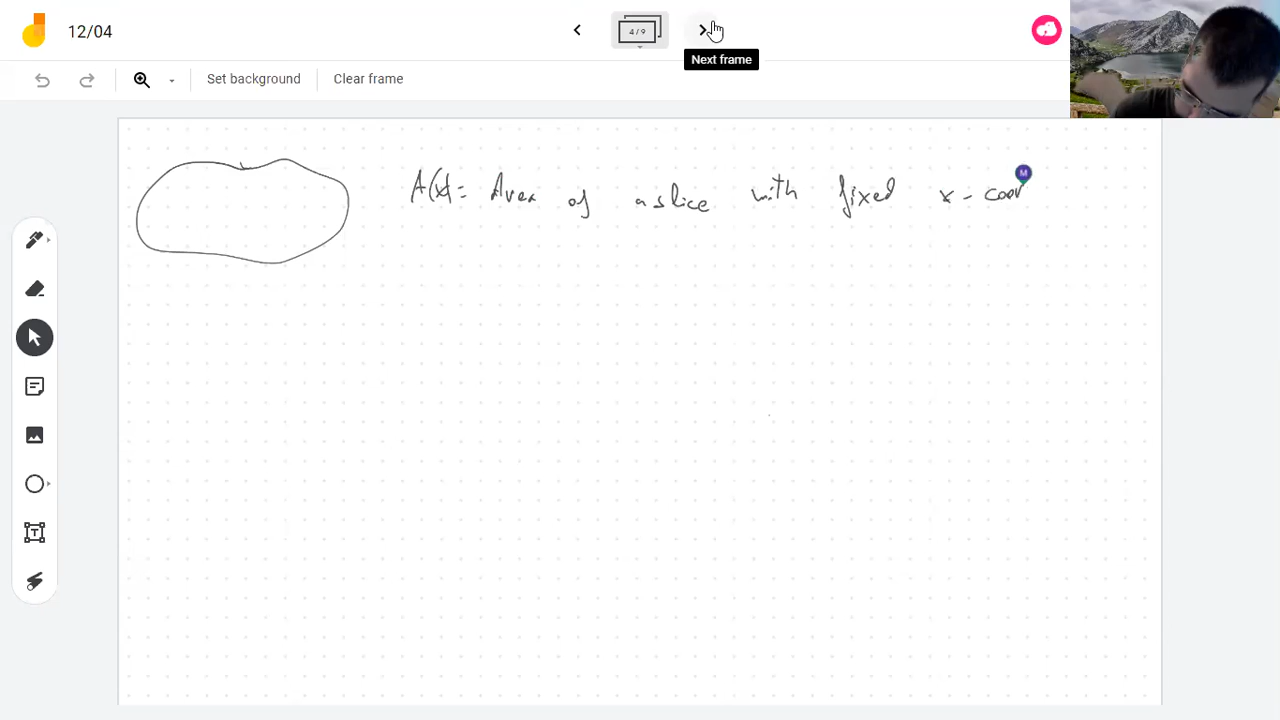 12/04
4 / 9
Next frame
Set background
Clear frame
A(x) = Area of a slice with fixed x - coor
M
T